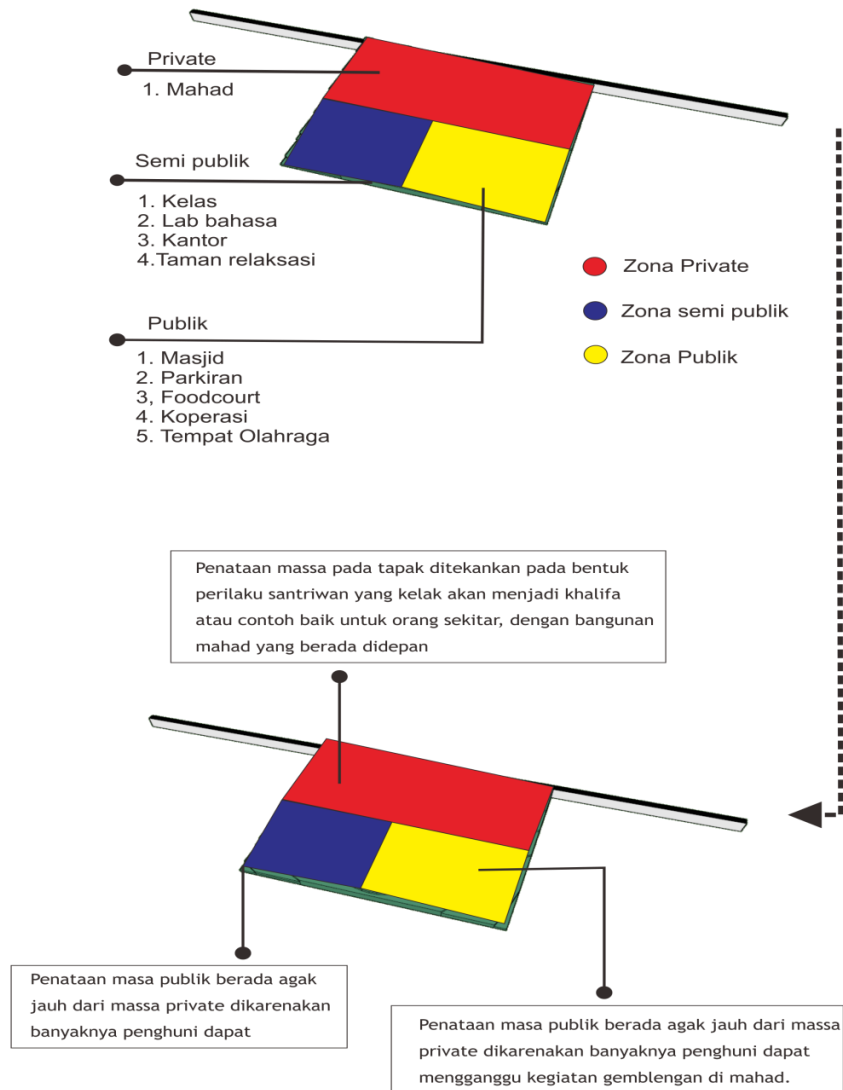 Private
1. Mahad
Semi publik
1. Kelas
2. Lab bahasa
3. Kantor
4.Taman relaksasi
Publik
1. Masjid
2. Parkiran
3, Foodcourt
4. Koperasi
5. Tempat Olahraga
Zona Private
Zona semi publik
Zona Publik
Penataan massa pada tapak ditekankan pada bentuk
perilaku santriwan yang kelak akan menjadi khalifa
atau contoh baik untuk orang sekitar, dengan bangunan
mahad yang berada didepan
Penataan masa publik berada agak
jauh dari massa private dikarenakan
banyaknya penghuni dapat
Penataan masa publik berada agak jauh dari massa
private dikarenakan banyaknya penghuni dapat
mengganggu kegiatan gemblengan di mahad.